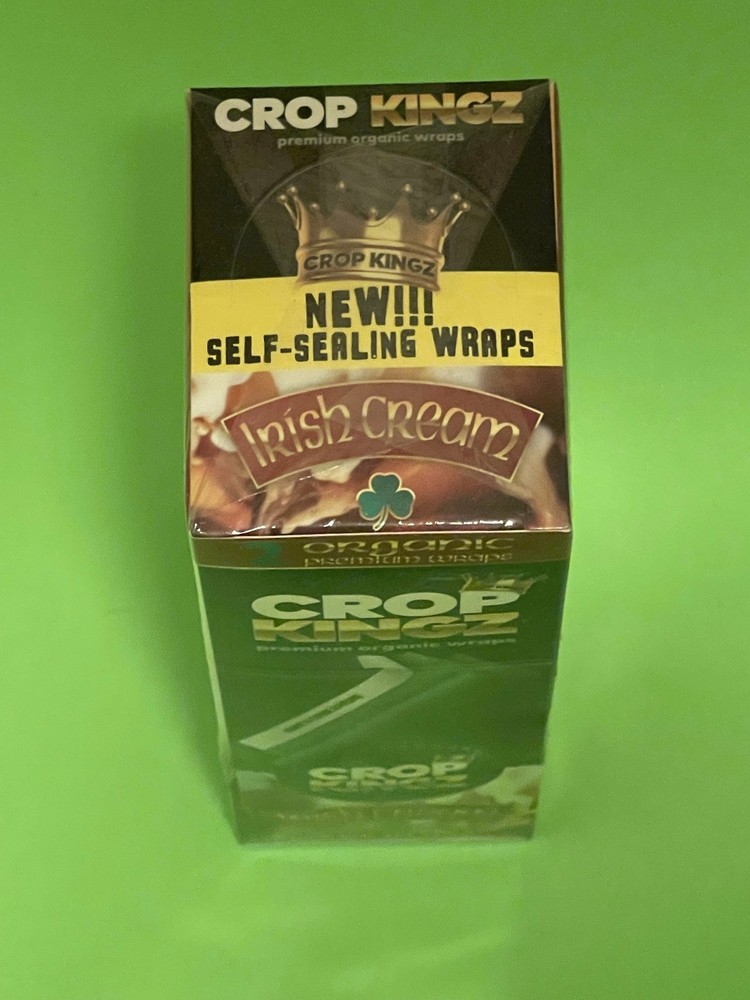 CROP KINGZ
premium organic wraps
CROP KINGZ
NEW!!!
SELF-SEALING WRAPS
Irish Cream
organic
premium wraps
CROP
KINGZ
premium organic wraps
CROP
KINGZ